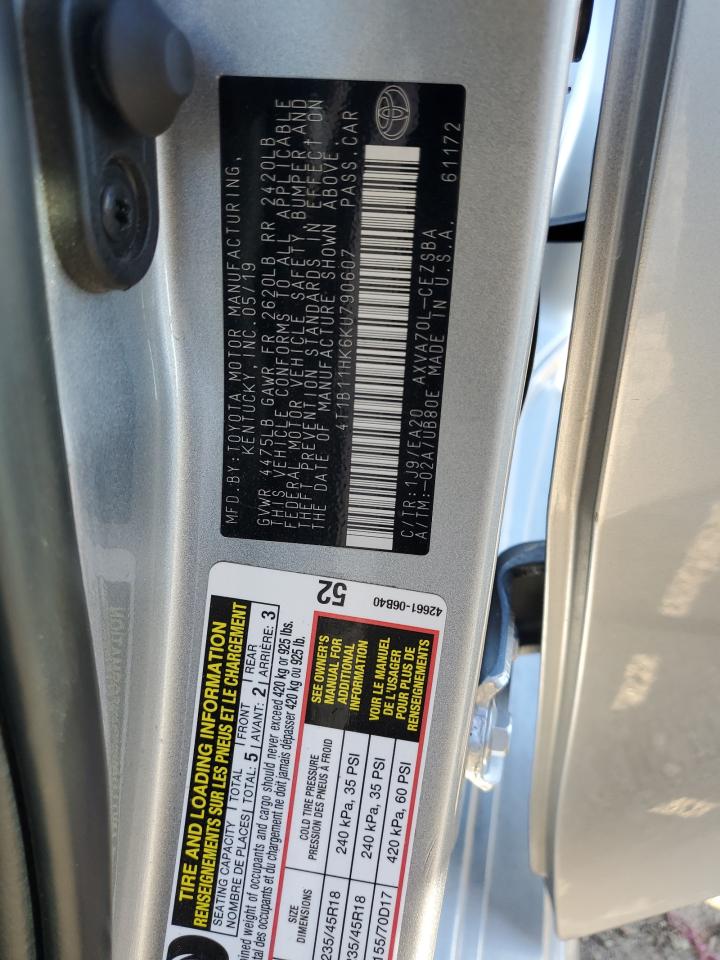 MFD.BY:TOYOTA MOTOR MANUFACTURING,
KENTUCKY, INC. 05/19
GVWR 4475LB GAWR FR 2620LB RR 2420LB
THIS VEHICLE CONFORMS TO ALL APPLICABLE
FEDERAL MOTOR VEHICLE SAFETY, BUMPER, AND
THEFT PREVENTION STANDARDS IN EFFECT ON
THE DATE OF MANUFACTURE SHOWN ABOVE.
4T1B11HK6KU790607 PASS.CAR
C/TR:1J9/EA20 AXVA70L-CEZSBA
A/TM:-02A/UB80E MADE IN U.S.A. 61172
TIRE AND LOADING INFORMATION
RENSEIGNEMENTS SUR LES PNEUS ET LE CHARGEMENT
SEATING CAPACITY | TOTAL | FRONT | REAR
NOMBRE DE PLACES | TOTAL: 5 | AVANT: 2 | ARRIÈRE: 3
weight of occupants and cargo should never exceed 420 kg or 925 lbs.
des occupants et du chargement ne doit jamais dépasser 420 kg ou 925 lb.
SIZE
DIMENSIONS
COLD TIRE PRESSURE
PRESSION DES PNEUS À FROID
235/45R18 240 kPa, 35 PSI
240 kPa, 35 PSI
155/70D17 420 kPa, 60 PSI
SEE OWNER'S
MANUAL FOR
ADDITIONAL
INFORMATION
VOIR LE MANUEL
DE L'USAGER
POUR PLUS DE
RENSEIGNEMENTS
52
42661-06B40